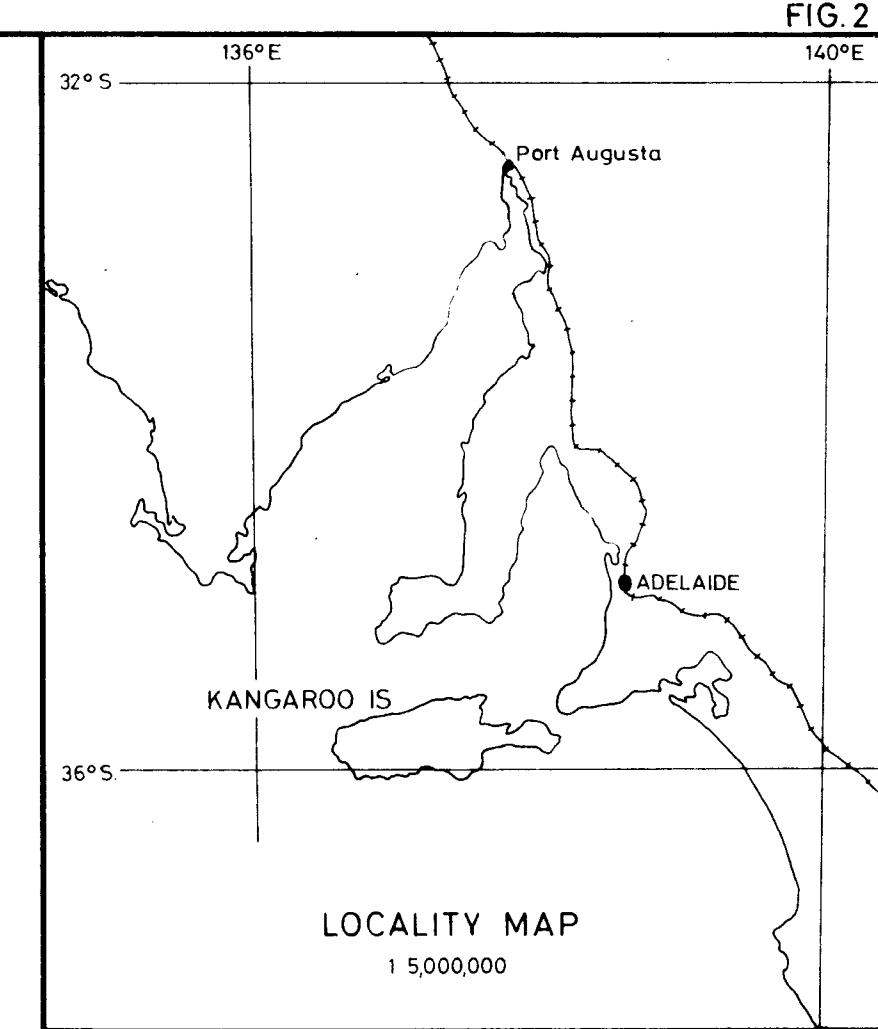 FIG. 2
136°E
140°E
32° S
Port Augusta
ADELAIDE
KANGAROO IS
36°S.
LOCALITY MAP
1 5,000,000